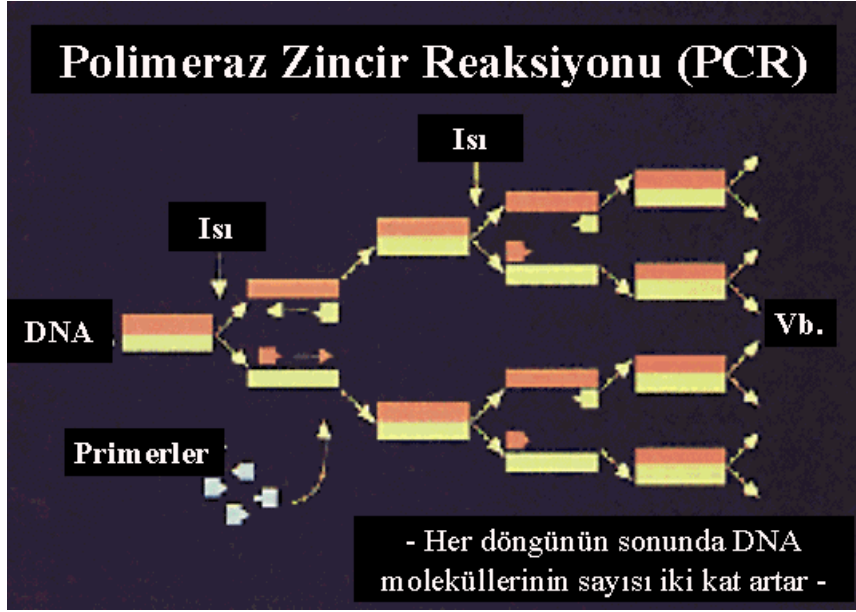 Polimeraz Zincir Reaksiyonu (PCR)
Isı
Isı
DNA
Vb.
Primerler
- Her döngünün sonunda DNA
moleküllerinin sayısı iki kat artar -